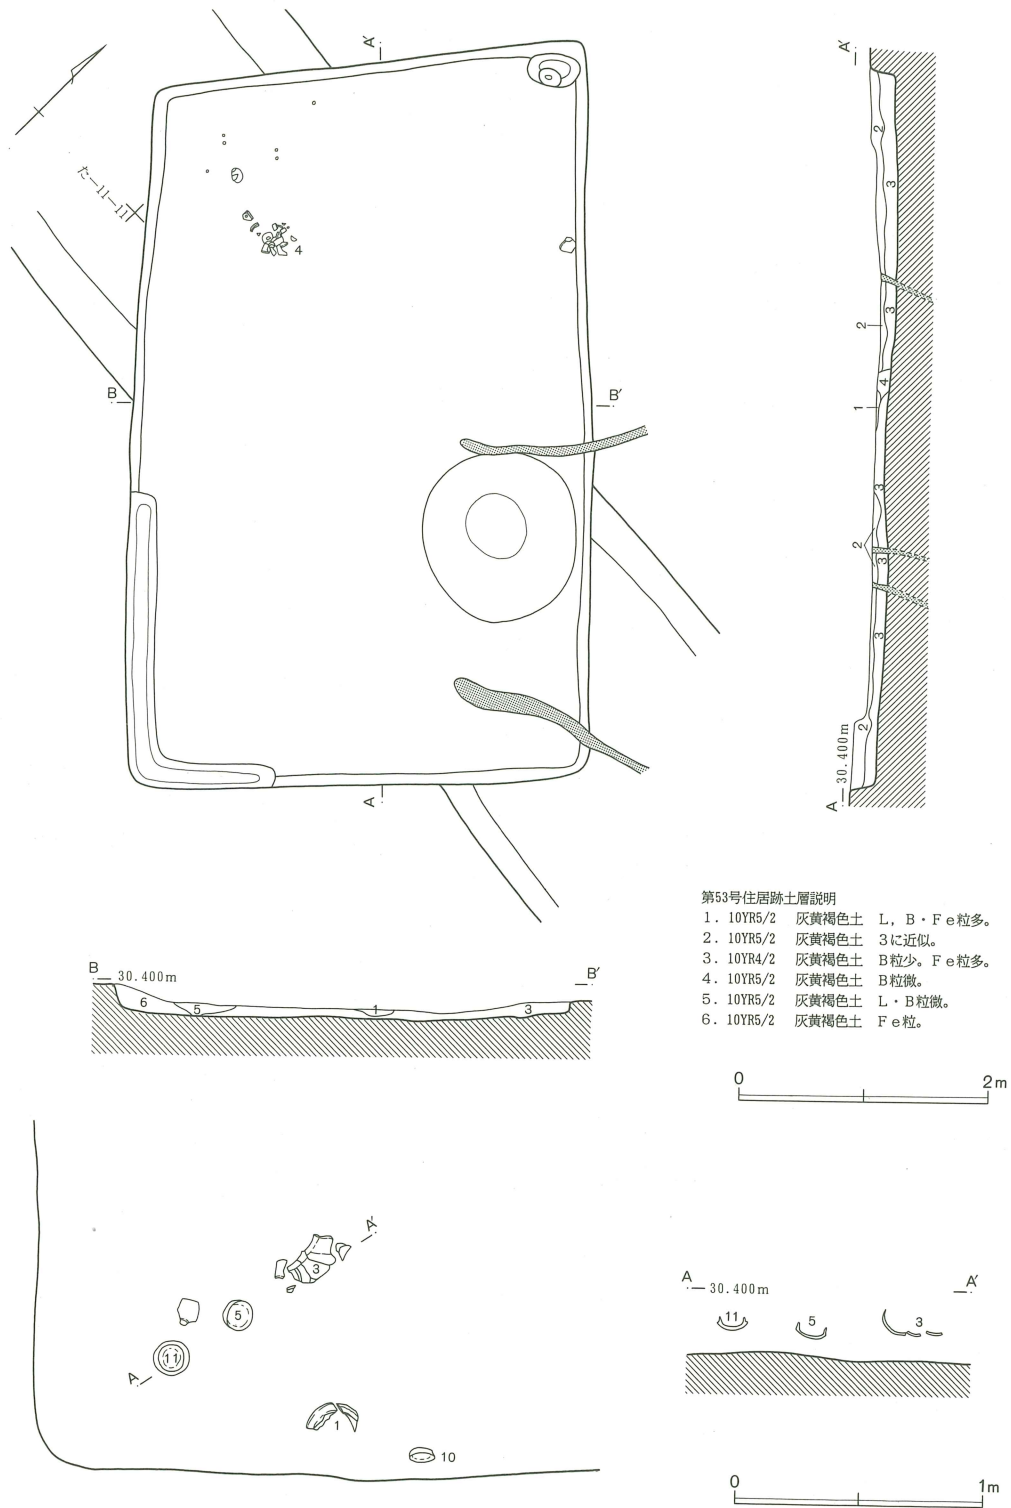 A′
た—11—11
4
B
B′
A
A′
2
3
3
2
4
1
3
2
3
3
2
A 30.400m
第53号住居跡土層説明
1. 10YR5/2 灰黄褐色土 L, B・Fe粒多。
2. 10YR5/2 灰黄褐色土 3に近似。
3. 10YR4/2 灰黄褐色土 B粒少。Fe粒多。
4. 10YR5/2 灰黄褐色土 B粒微。
5. 10YR5/2 灰黄褐色土 L・B粒微。
6. 10YR5/2 灰黄褐色土 Fe粒。
B 30.400m B′
6 5 1 3
0 2m
A′
3
5
11
A
1
10
A 30.400m A′
11 5 3
0 1m